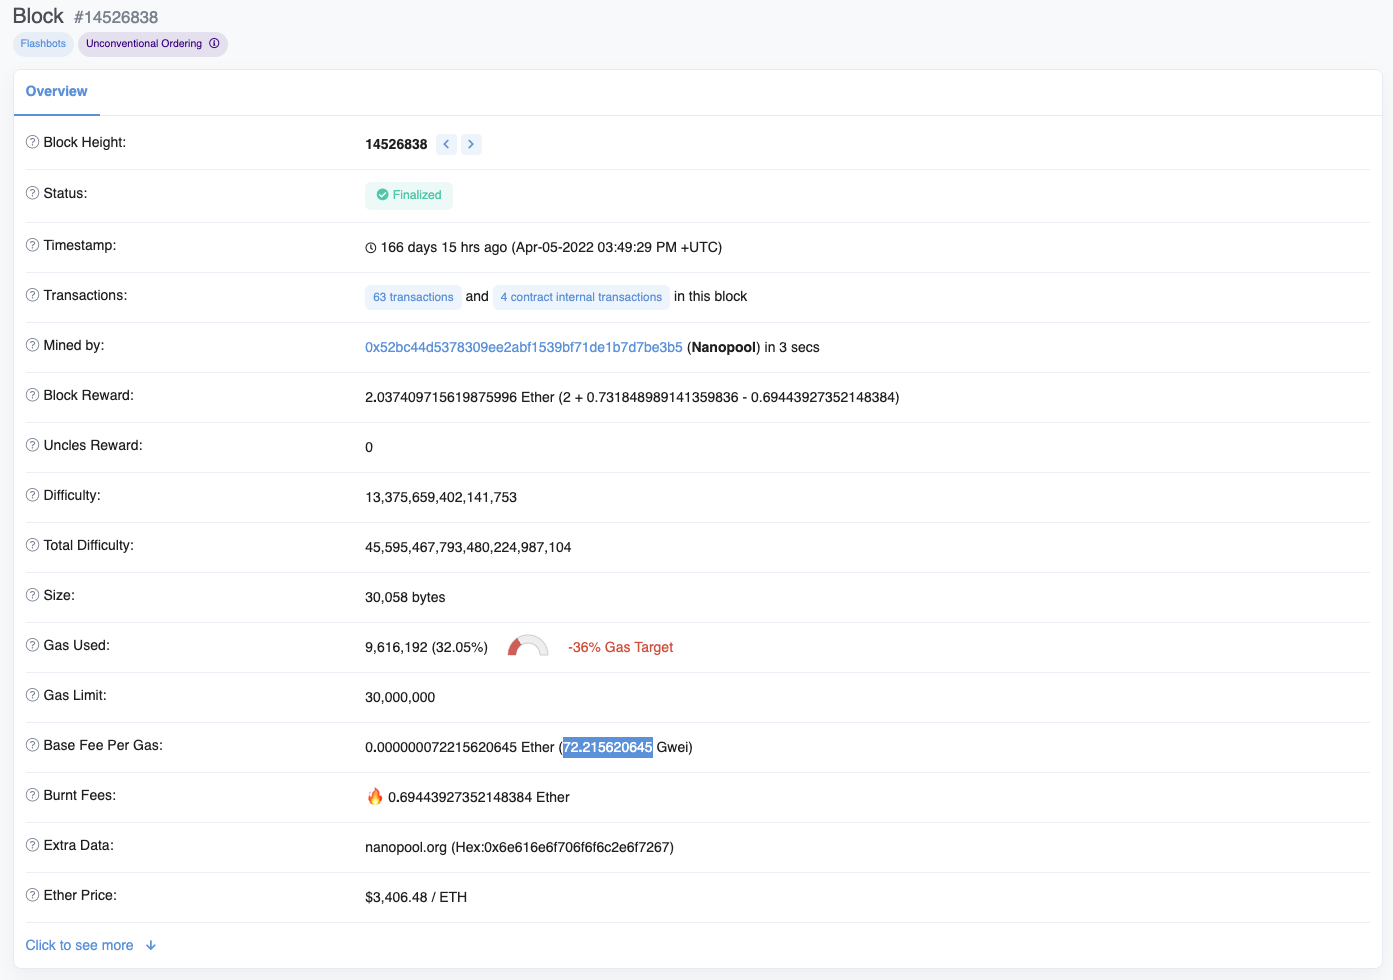 Block #14526838
Flashbots Unconventional Ordering
Overview
Block Height: 14526838
Status: Finalized
Timestamp: 166 days 15 hrs ago (Apr-05-2022 03:49:29 PM +UTC)
Transactions: 63 transactions and 4 contract internal transactions in this block
Mined by: 0x52bc44d5378309ee2abf1539bf71de1b7d7be3b5 (Nanopool) in 3 secs
Block Reward: 2.037409715619875996 Ether (2 + 0.731848989141359836 - 0.69443927352148384)
Uncles Reward: 0
Difficulty: 13,375,659,402,141,753
Total Difficulty: 45,595,467,793,480,224,987,104
Size: 30,058 bytes
Gas Used: 9,616,192 (32.05%) -36% Gas Target
Gas Limit: 30,000,000
Base Fee Per Gas: 0.000000072215620645 Ether (72.215620645 Gwei)
Burnt Fees: 0.69443927352148384 Ether
Extra Data: nanopool.org (Hex:0x6e616e6f706f6f6c2e6f7267)
Ether Price: $3,406.48 / ETH
Click to see more